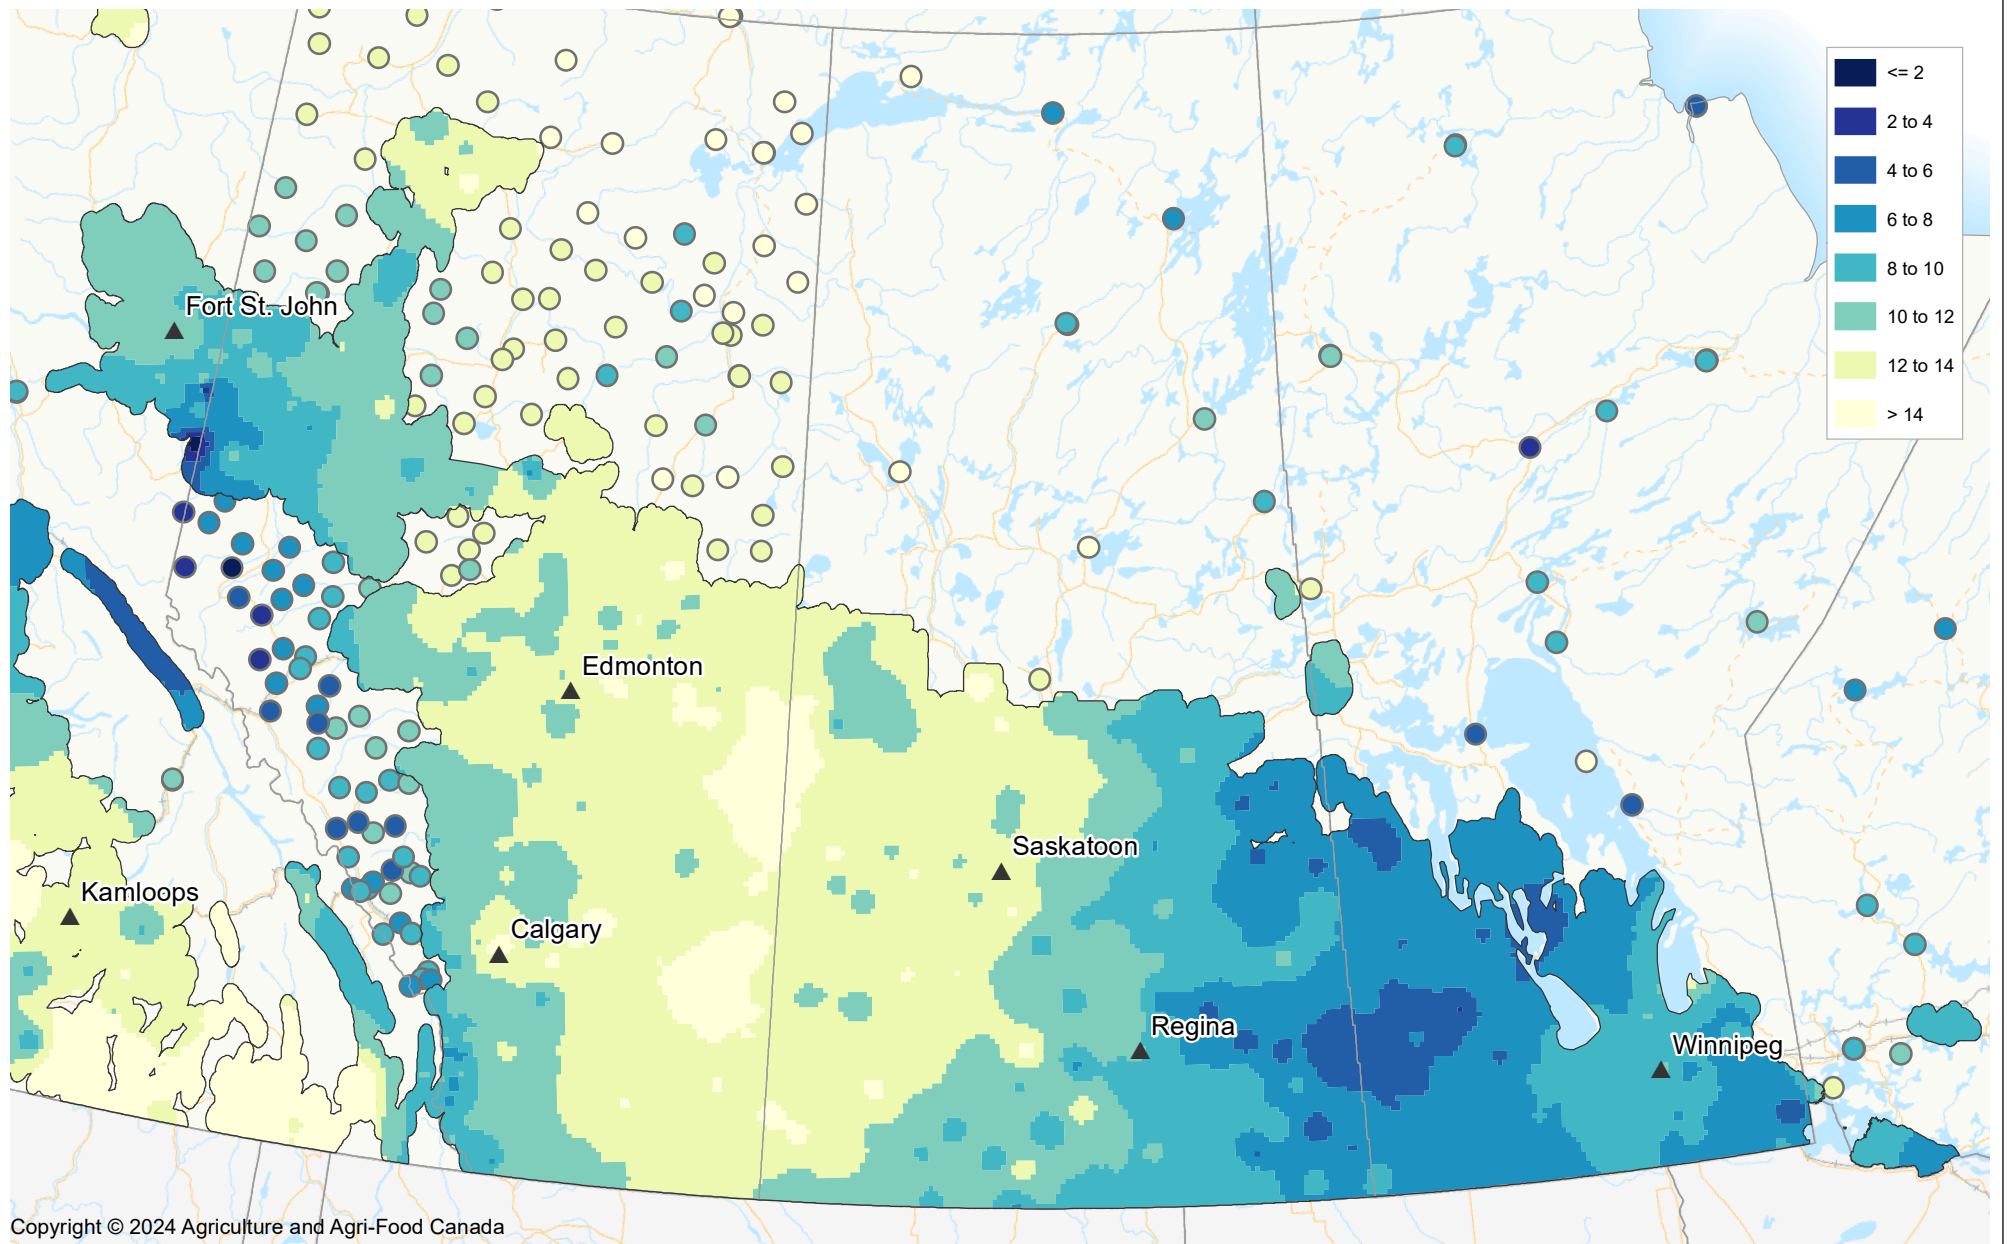 <= 2
2 to 4
4 to 6
6 to 8
8 to 10
10 to 12
12 to 14
> 14
Fort St. John
Edmonton
Saskatoon
Kamloops
Calgary
Regina
Winnipeg
Copyright © 2024 Agriculture and Agri-Food Canada